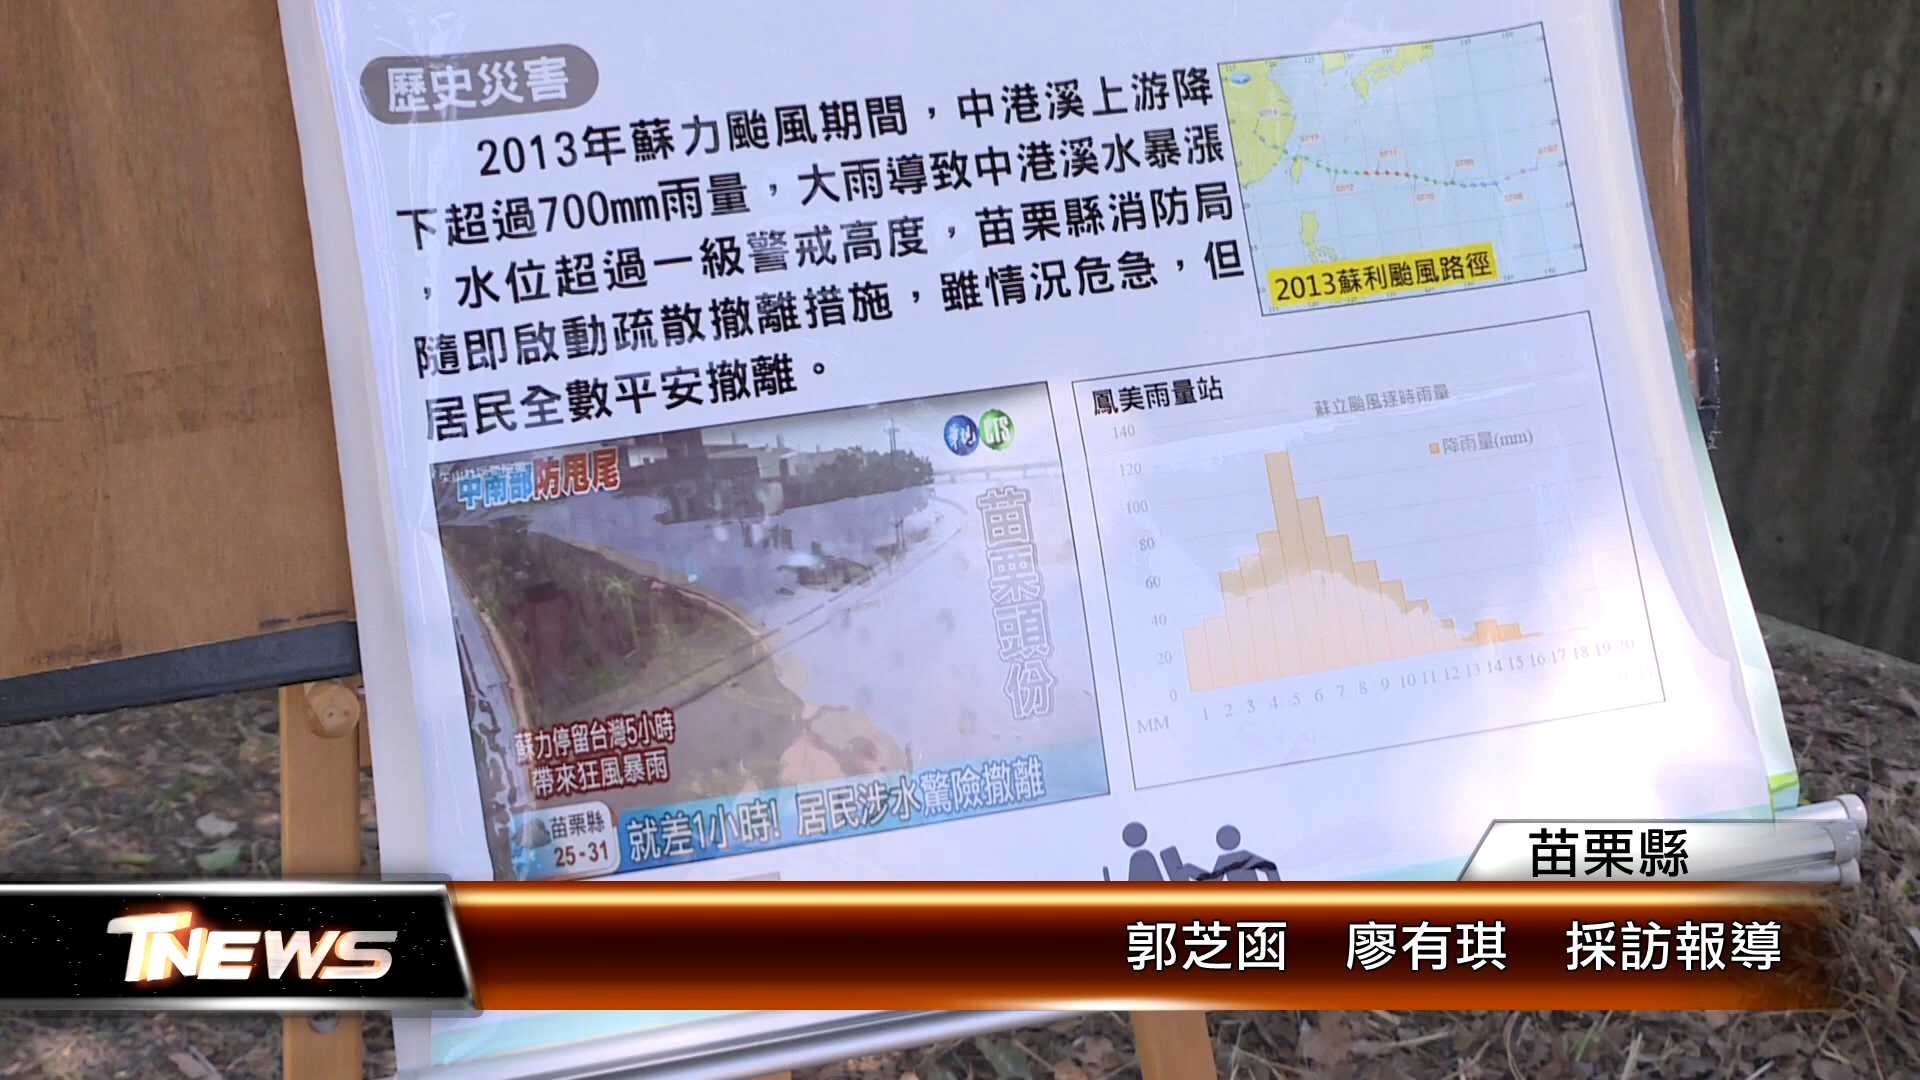 歷史災害
2013年蘇力颱風期間，中港溪上游降
下超過700mm雨量，大雨導致中港溪水暴漲
，水位超過一級警戒高度，苗栗縣消防局
隨即啟動疏散撤離措施，雖情況危急，但
居民全數平安撤離。
2013蘇利颱風路徑
中南部防甩尾
華視 CTS
苗栗頭份
蘇力停留台灣5小時
帶來狂風暴雨
苗栗縣
25-31
就差1小時！居民涉水驚險撤離
鳳美雨量站
蘇立颱風逐時雨量
降雨量(mm)
140
120
100
80
60
40
20
0
MM
1 2 3 4 5 6 7 8 9 10 11 12 13 14 15 16 17 18 19 20
苗栗縣
TNEWS
郭芝函 廖有琪 採訪報導